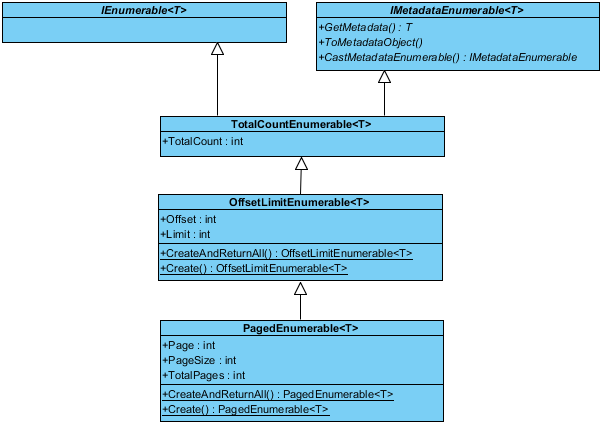 IEnumerable<T>
IMetadataEnumerable<T>
+GetMetadata() : T
+ToMetadataObject()
+CastMetadataEnumerable() : IMetadataEnumerable
TotalCountEnumerable<T>
+TotalCount : int
OffsetLimitEnumerable<T>
+Offset : int
+Limit : int
+CreateAndReturnAll() : OffsetLimitEnumerable<T>
+Create() : OffsetLimitEnumerable<T>
PagedEnumerable<T>
+Page : int
+PageSize : int
+TotalPages : int
+CreateAndReturnAll() : PagedEnumerable<T>
+Create() : PagedEnumerable<T>